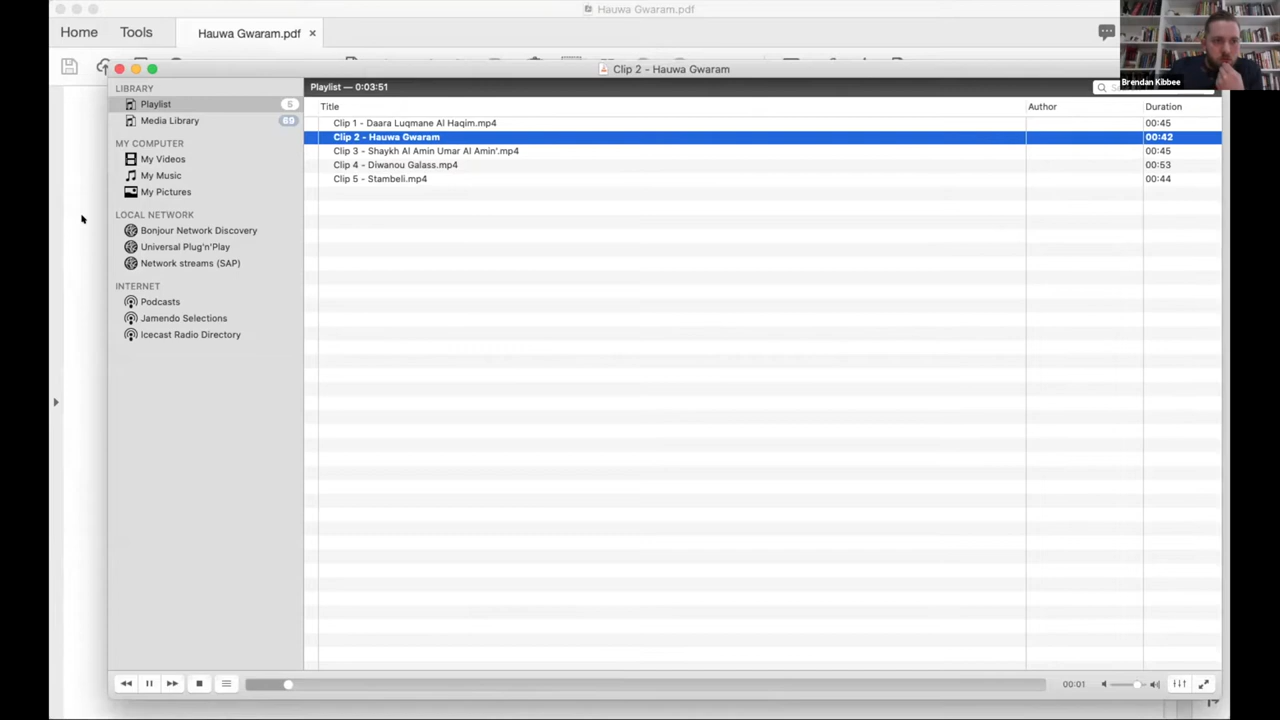 Hauwa Gwaram.pdf
Home
Tools
Hauwa Gwaram.pdf
Brendan Kibbee
Clip 2 - Hauwa Gwaram
LIBRARY
Playlist — 0:03:51
Playlist 5
Title Author Duration
Media Library 69
Clip 1 - Daara Luqmane Al Haqim.mp4 00:45
Clip 2 - Hauwa Gwaram 00:42
MY COMPUTER
Clip 3 - Shaykh Al Amin Umar Al Amin'.mp4 00:45
My Videos
Clip 4 - Diwanou Galass.mp4 00:53
My Music
Clip 5 - Stambeli.mp4 00:44
My Pictures
LOCAL NETWORK
Bonjour Network Discovery
Universal Plug'n'Play
Network streams (SAP)
INTERNET
Podcasts
Jamendo Selections
Icecast Radio Directory
00:01